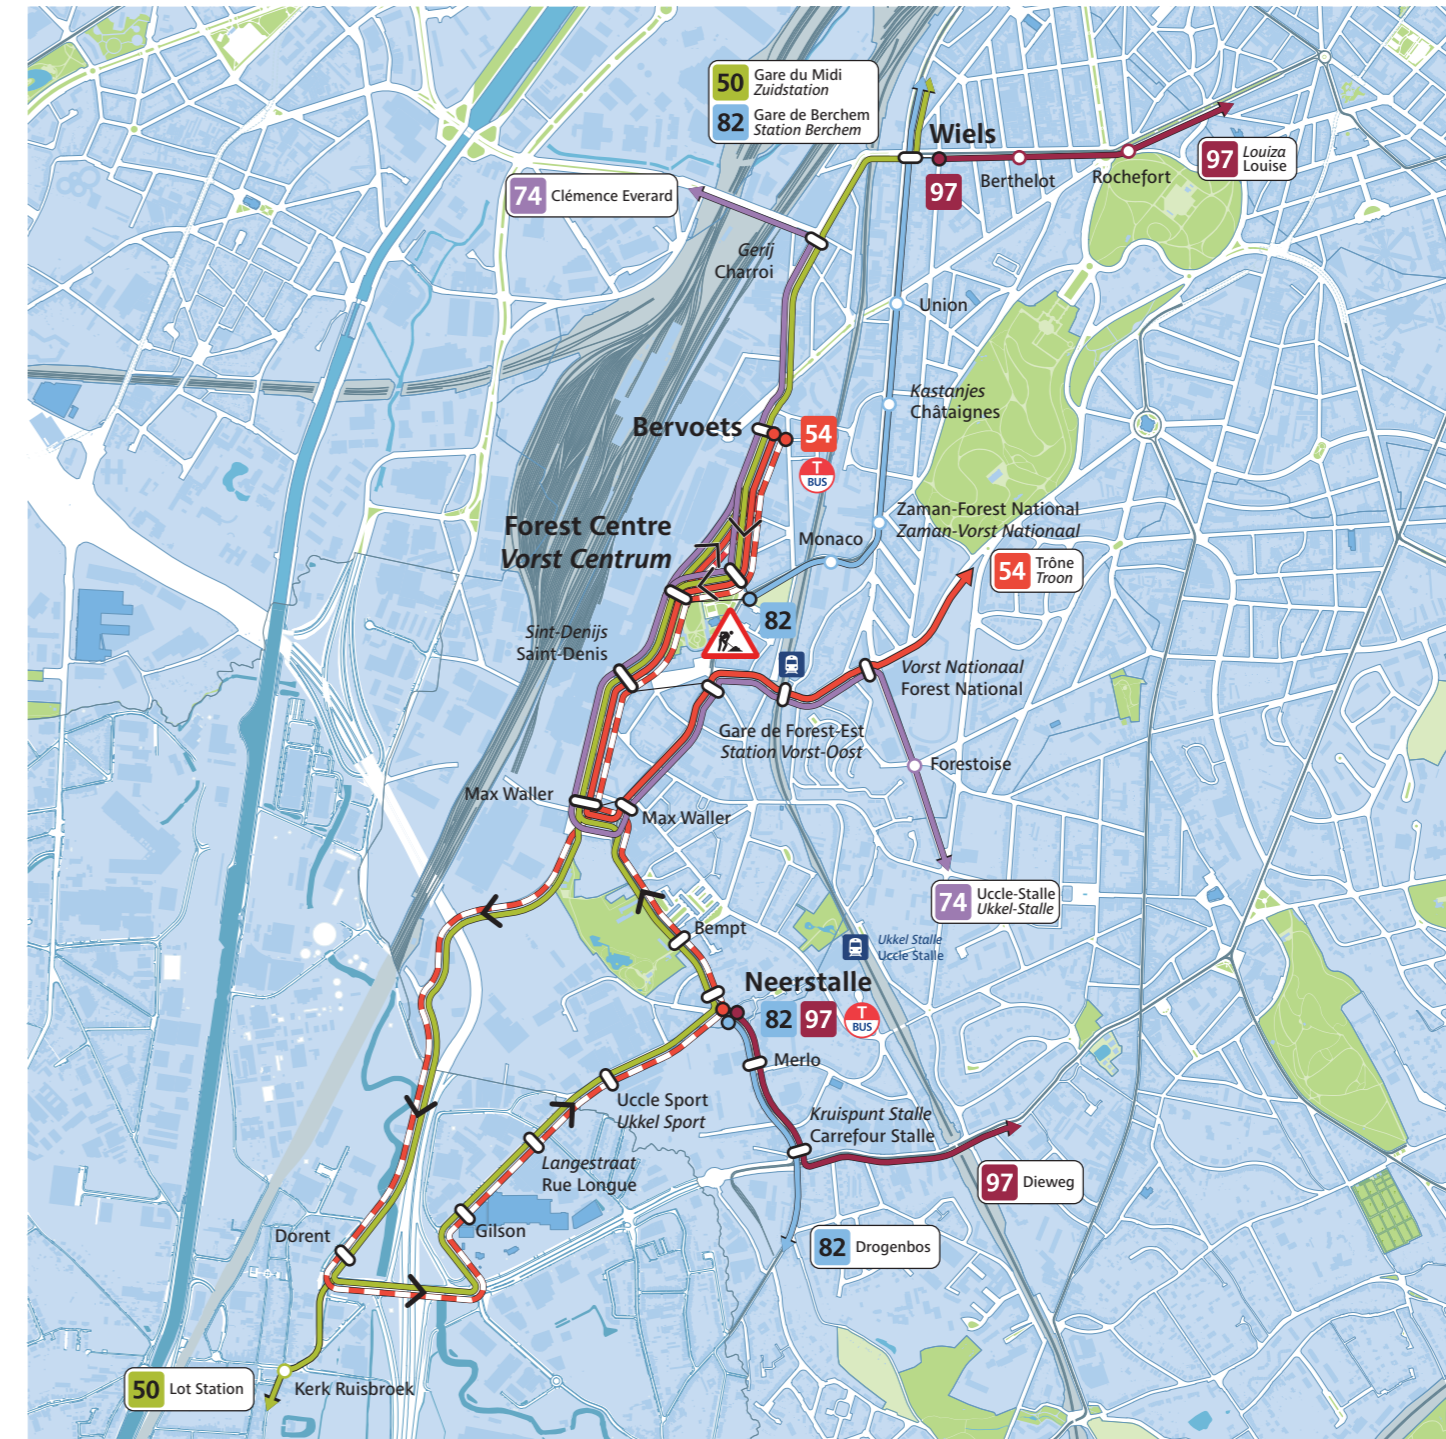 50 Gare du Midi
Zuidstation
82 Gare de Berchem
Station Berchem
Wiels
97
Berthelot
Rochefort
97 Louiza
Louise
74 Clémence Everard
Gerij
Charroi
Union
Kastanjes
Châtaignes
Bervoets
54
T
BUS
Forest Centre
Vorst Centrum
Monaco
Zaman-Forest National
Zaman-Vorst Nationaal
54 Trône
Troon
82
Sint-Denijs
Saint-Denis
Vorst Nationaal
Forest National
Gare de Forest-Est
Station Vorst-Oost
Forestoise
Max Waller
Max Waller
74 Uccle-Stalle
Ukkel-Stalle
Bempt
Ukkel Stalle
Uccle Stalle
Neerstalle
82 97
T
BUS
Merlo
Uccle Sport
Ukkel Sport
Kruispunt Stalle
Carrefour Stalle
Langestraat
Rue Longue
97 Dieweg
Gilson
Dorent
82 Drogenbos
50 Lot Station
Kerk Ruisbroek